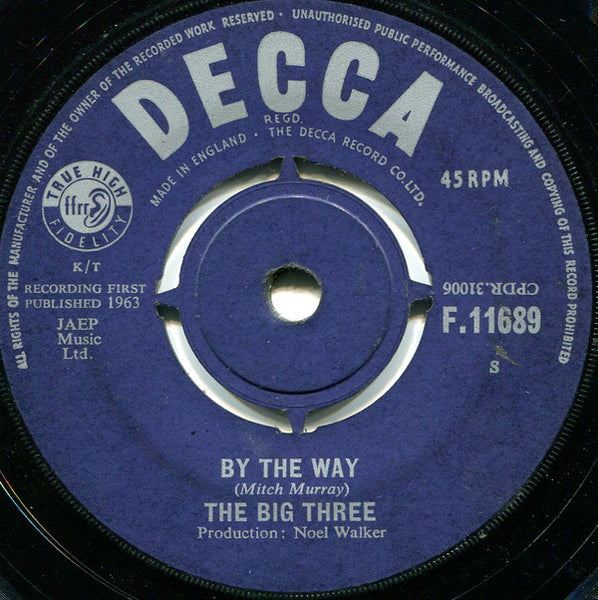 ALL RIGHTS OF THE MANUFACTURER AND OF THE OWNER OF THE RECORDED WORK RESERVED · UNAUTHORISED PUBLIC PERFORMANCE BROADCASTING AND COPYING OF THIS RECORD PROHIBITED
DECCA
REGD.
MADE IN ENGLAND · THE DECCA RECORD CO. LTD.
TRUE HIGH
ffrr
FIDELITY
45 RPM
K/T
RECORDING FIRST
PUBLISHED 1963
JAEP
Music
Ltd.
CPDR.31006
F.11689
S
BY THE WAY
(Mitch Murray)
THE BIG THREE
Production: Noel Walker